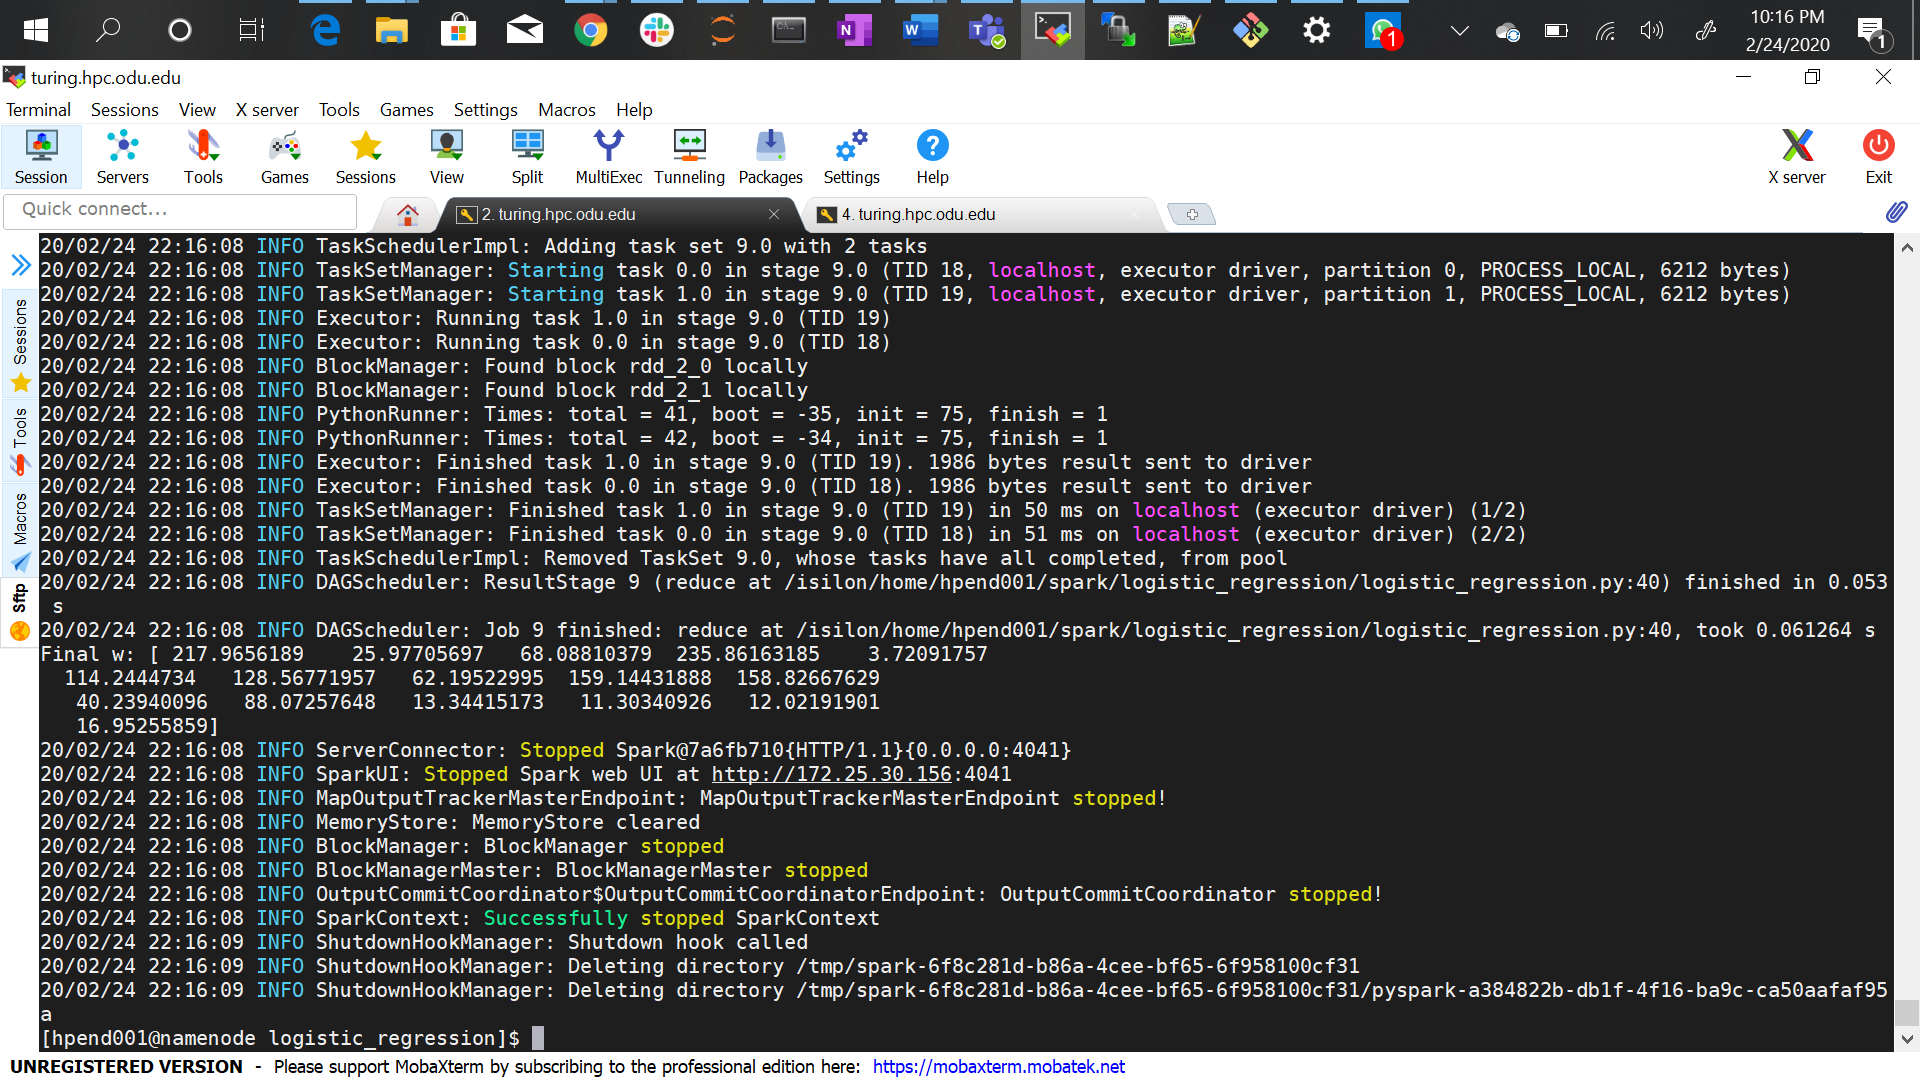 10:16 PM
2/24/2020
1
1
turing.hpc.odu.edu
Terminal Sessions View X server Tools Games Settings Macros Help
Session Servers Tools Games Sessions View Split MultiExec Tunneling Packages Settings Help X server Exit
Quick connect...
2. turing.hpc.odu.edu
4. turing.hpc.odu.edu
Sessions
Tools
Macros
Sftp
20/02/24 22:16:08 INFO TaskSchedulerImpl: Adding task set 9.0 with 2 tasks
20/02/24 22:16:08 INFO TaskSetManager: Starting task 0.0 in stage 9.0 (TID 18, localhost, executor driver, partition 0, PROCESS_LOCAL, 6212 bytes)
20/02/24 22:16:08 INFO TaskSetManager: Starting task 1.0 in stage 9.0 (TID 19, localhost, executor driver, partition 1, PROCESS_LOCAL, 6212 bytes)
20/02/24 22:16:08 INFO Executor: Running task 1.0 in stage 9.0 (TID 19)
20/02/24 22:16:08 INFO Executor: Running task 0.0 in stage 9.0 (TID 18)
20/02/24 22:16:08 INFO BlockManager: Found block rdd_2_0 locally
20/02/24 22:16:08 INFO BlockManager: Found block rdd_2_1 locally
20/02/24 22:16:08 INFO PythonRunner: Times: total = 41, boot = -35, init = 75, finish = 1
20/02/24 22:16:08 INFO PythonRunner: Times: total = 42, boot = -34, init = 75, finish = 1
20/02/24 22:16:08 INFO Executor: Finished task 1.0 in stage 9.0 (TID 19). 1986 bytes result sent to driver
20/02/24 22:16:08 INFO Executor: Finished task 0.0 in stage 9.0 (TID 18). 1986 bytes result sent to driver
20/02/24 22:16:08 INFO TaskSetManager: Finished task 1.0 in stage 9.0 (TID 19) in 50 ms on localhost (executor driver) (1/2)
20/02/24 22:16:08 INFO TaskSetManager: Finished task 0.0 in stage 9.0 (TID 18) in 51 ms on localhost (executor driver) (2/2)
20/02/24 22:16:08 INFO TaskSchedulerImpl: Removed TaskSet 9.0, whose tasks have all completed, from pool
20/02/24 22:16:08 INFO DAGScheduler: ResultStage 9 (reduce at /isilon/home/hpend001/spark/logistic_regression/logistic_regression.py:40) finished in 0.053
s
20/02/24 22:16:08 INFO DAGScheduler: Job 9 finished: reduce at /isilon/home/hpend001/spark/logistic_regression/logistic_regression.py:40, took 0.061264 s
Final w: [ 217.9656189 25.97705697 68.08810379 235.86163185 3.72091757
114.2444734 128.56771957 62.19522995 159.14431888 158.82667629
40.23940096 88.07257648 13.34415173 11.30340926 12.02191901
16.95255859]
20/02/24 22:16:08 INFO ServerConnector: Stopped Spark@7a6fb710{HTTP/1.1}{0.0.0.0:4041}
20/02/24 22:16:08 INFO SparkUI: Stopped Spark web UI at http://172.25.30.156:4041
20/02/24 22:16:08 INFO MapOutputTrackerMasterEndpoint: MapOutputTrackerMasterEndpoint stopped!
20/02/24 22:16:08 INFO MemoryStore: MemoryStore cleared
20/02/24 22:16:08 INFO BlockManager: BlockManager stopped
20/02/24 22:16:08 INFO BlockManagerMaster: BlockManagerMaster stopped
20/02/24 22:16:08 INFO OutputCommitCoordinator$OutputCommitCoordinatorEndpoint: OutputCommitCoordinator stopped!
20/02/24 22:16:08 INFO SparkContext: Successfully stopped SparkContext
20/02/24 22:16:09 INFO ShutdownHookManager: Shutdown hook called
20/02/24 22:16:09 INFO ShutdownHookManager: Deleting directory /tmp/spark-6f8c281d-b86a-4cee-bf65-6f958100cf31
20/02/24 22:16:09 INFO ShutdownHookManager: Deleting directory /tmp/spark-6f8c281d-b86a-4cee-bf65-6f958100cf31/pyspark-a384822b-db1f-4f16-ba9c-ca50aafaf95
a
[hpend001@namenode logistic_regression]$
UNREGISTERED VERSION - Please support MobaXterm by subscribing to the professional edition here: https://mobaxterm.mobatek.net